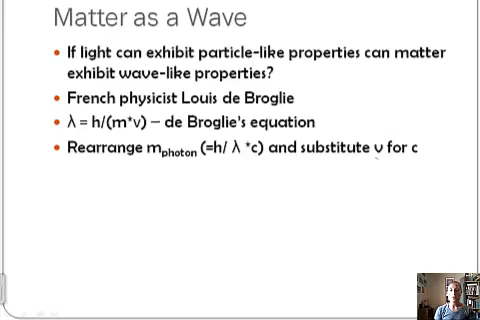 Matter as a Wave
• If light can exhibit particle-like properties can matter
exhibit wave-like properties?
• French physicist Louis de Broglie
• λ = h/(m*v) – de Broglie's equation
• Rearrange mphoton (=h/ λ *c) and substitute v for c